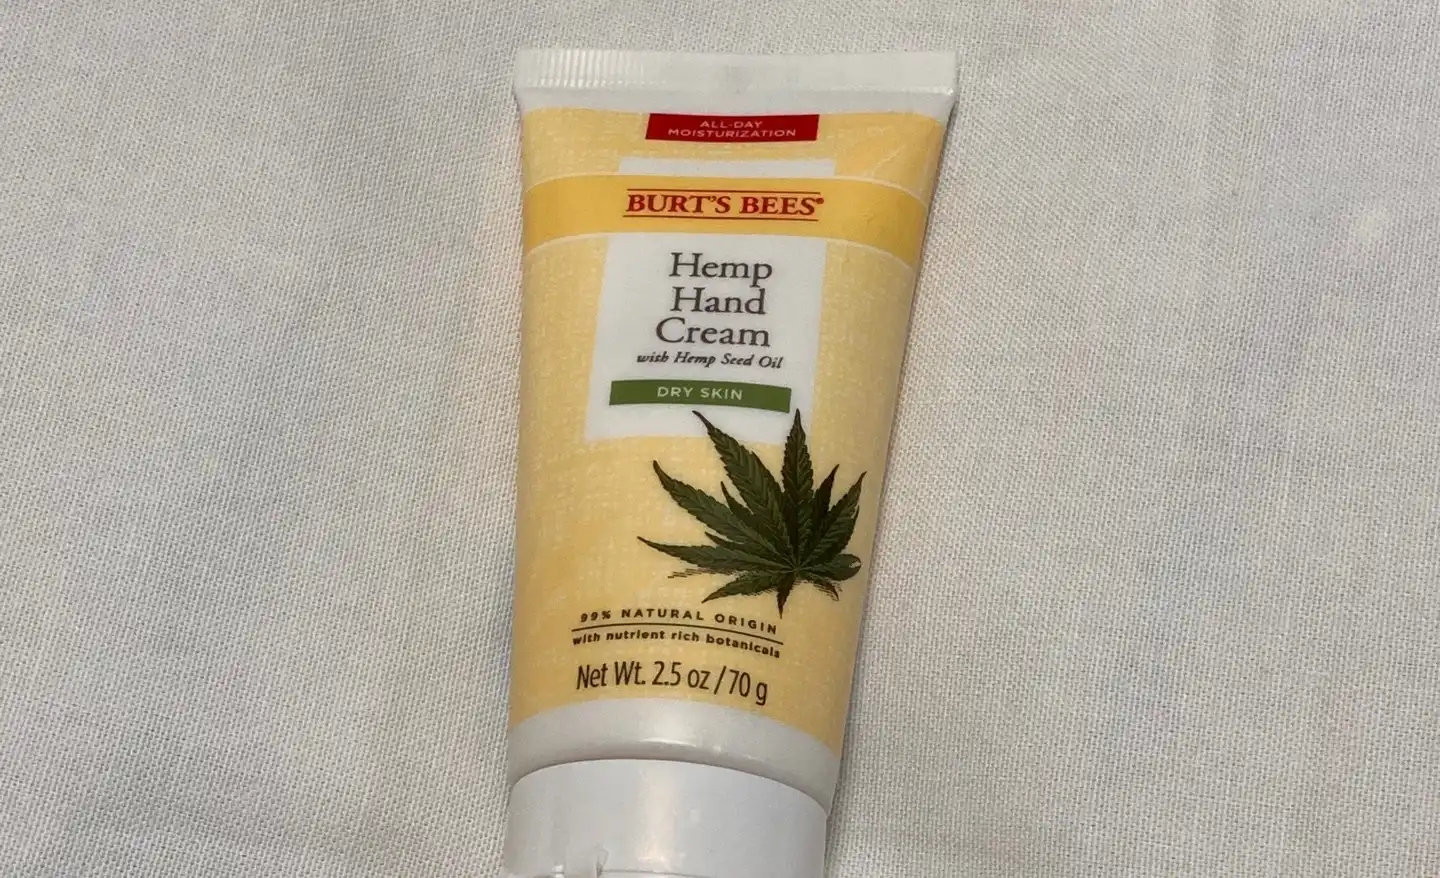 ALL-DAY
MOISTURIZATION
BURT'S BEES®
Hemp
Hand
Cream
with Hemp Seed Oil
DRY SKIN
99% NATURAL ORIGIN
with nutrient rich botanicals
Net Wt. 2.5 oz / 70 g